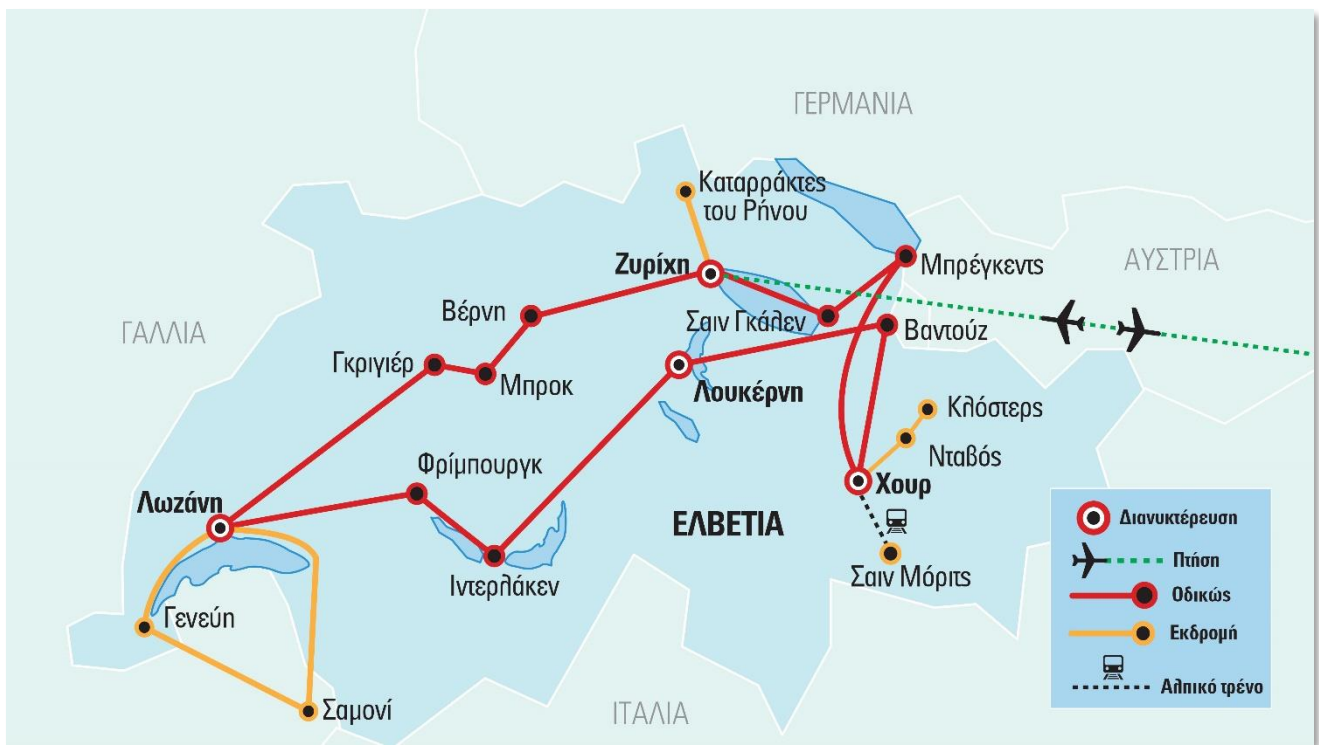 ΓΕΡΜΑΝΙΑ
Καταρράκτες
του Ρήνου
Ζυρίχη
Μπρέγκεντς
ΑΥΣΤΡΙΑ
Βέρνη
Σαιν Γκάλεν
Βαντούζ
ΓΑΛΛΙΑ
Γκριγιέρ
Μπροκ
Λουκέρνη
Κλόστερς
Νταβός
Φρίμπουργκ
Χουρ
Λωζάνη
ΕΛΒΕΤΙΑ
Ιντερλάκεν
Σαιν Μόριτς
Γενεύη
Σαμονί
ΙΤΑΛΙΑ
Διανυκτέρευση
Πτήση
Οδικώς
Εκδρομή
Αλπικό τρένο